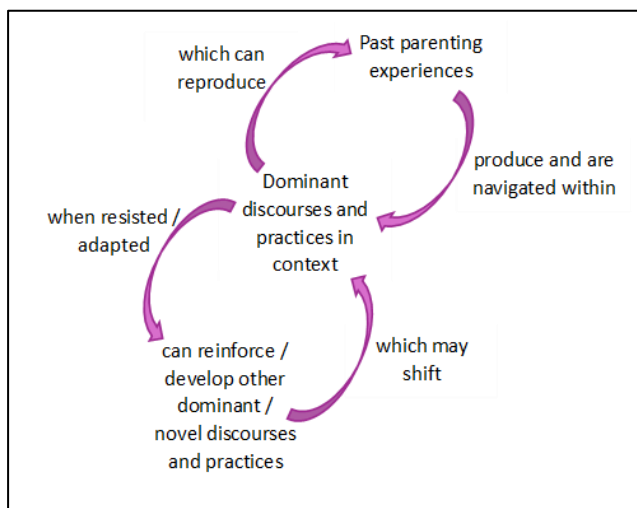 which can
reproduce
Past parenting
experiences
produce and are
navigated within
Dominant
discourses and
practices in
context
when resisted /
adapted
can reinforce /
develop other
dominant /
novel discourses
and practices
which may
shift